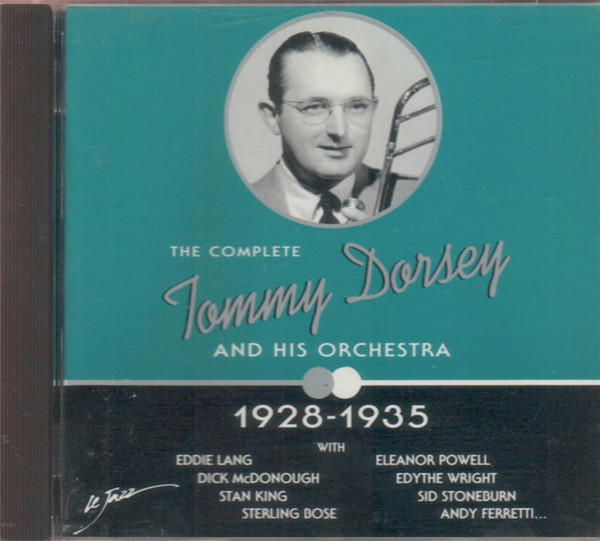 THE COMPLETE
Tommy Dorsey
AND HIS ORCHESTRA
1928-1935
WITH
EDDIE LANG
DICK McDONOUGH
STAN KING
STERLING BOSE
ELEANOR POWELL
EDYTHE WRIGHT
SID STONEBURN
ANDY FERRETTI...
Le Jazz